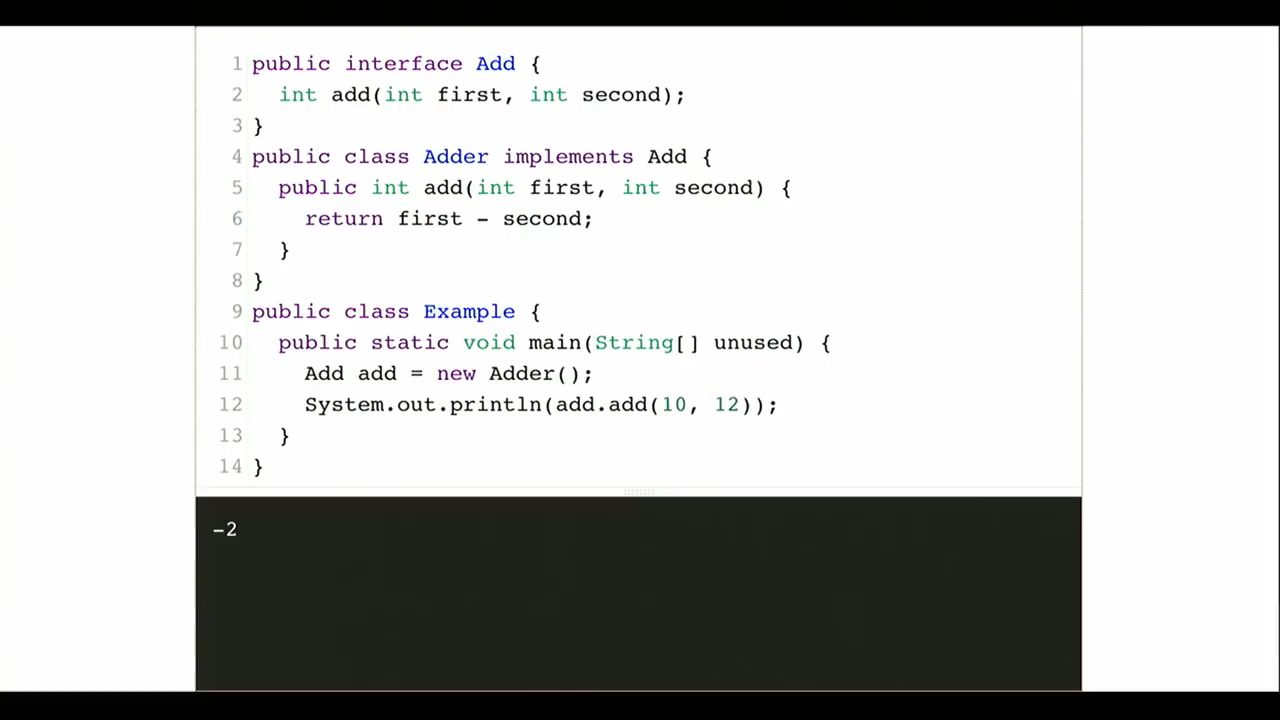 1 public interface Add {
2   int add(int first, int second);
3 }
4 public class Adder implements Add {
5   public int add(int first, int second) {
6     return first - second;
7   }
8 }
9 public class Example {
10   public static void main(String[] unused) {
11     Add add = new Adder();
12     System.out.println(add.add(10, 12));
13   }
14 }
-2